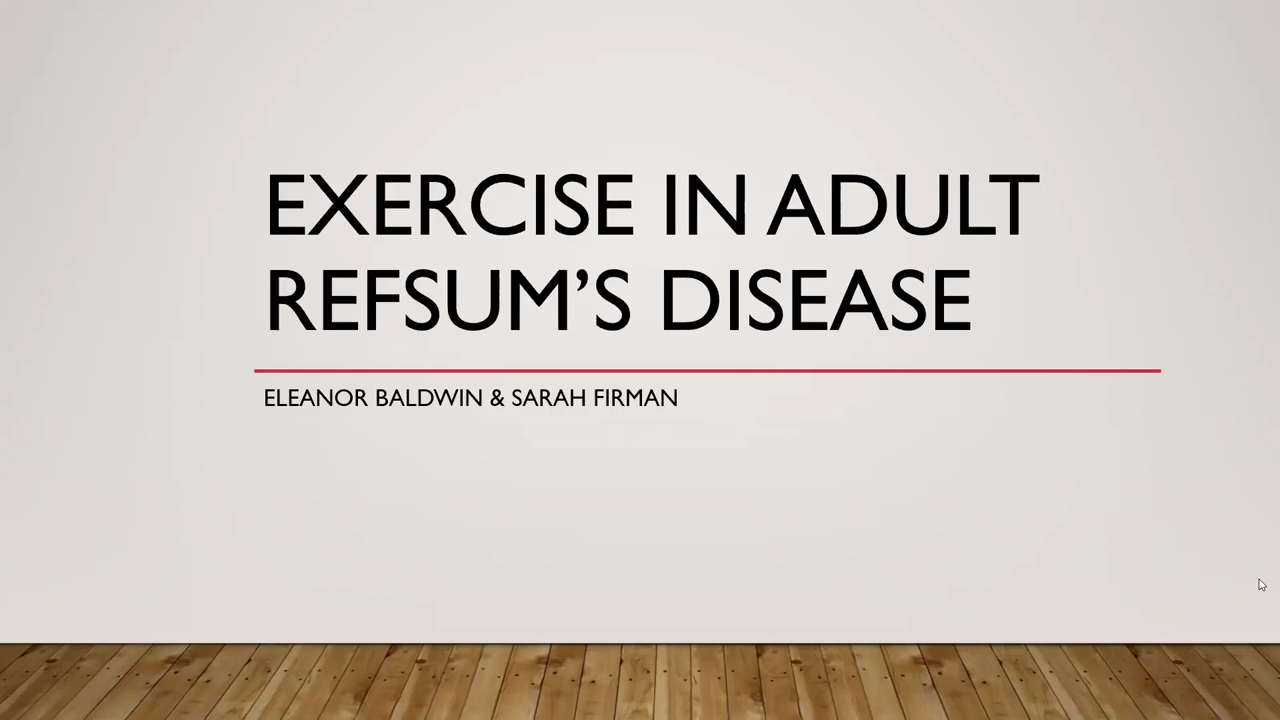 EXERCISE IN ADULT
REFSUM’S DISEASE
ELEANOR BALDWIN & SARAH FIRMAN